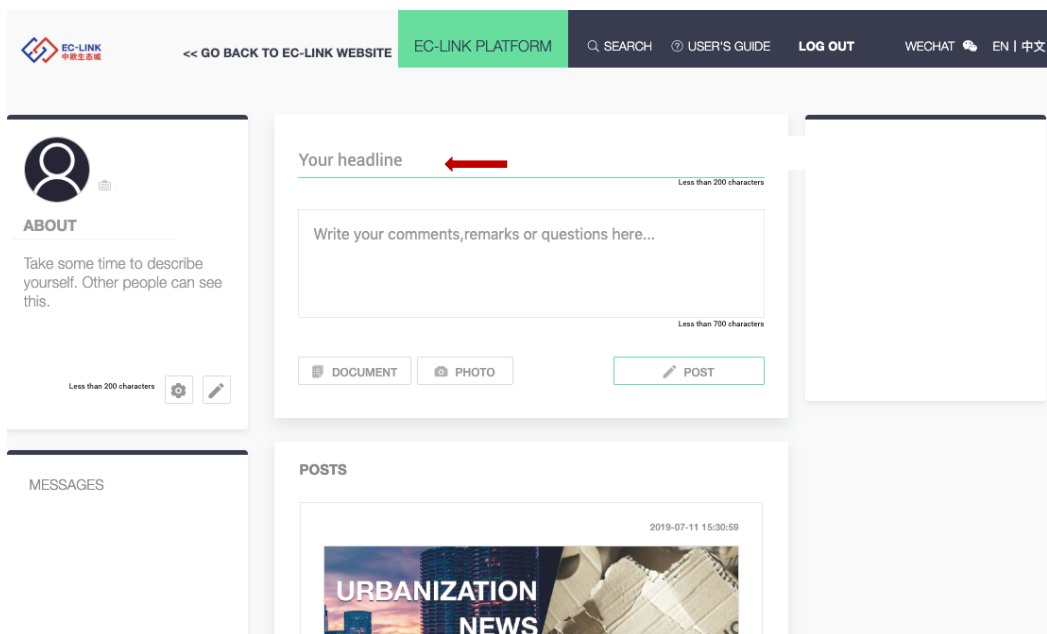 EC-LINK
中欧生态城
<< GO BACK TO EC-LINK WEBSITE
EC-LINK PLATFORM
SEARCH
USER'S GUIDE
LOG OUT
WECHAT
EN | 中文
ABOUT
Take some time to describe
yourself. Other people can see
this.
Less than 200 characters
MESSAGES
Your headline
Less than 200 characters
Write your comments,remarks or questions here...
Less than 700 characters
DOCUMENT
PHOTO
POST
POSTS
2019-07-11 15:30:59
URBANIZATION
NEWS